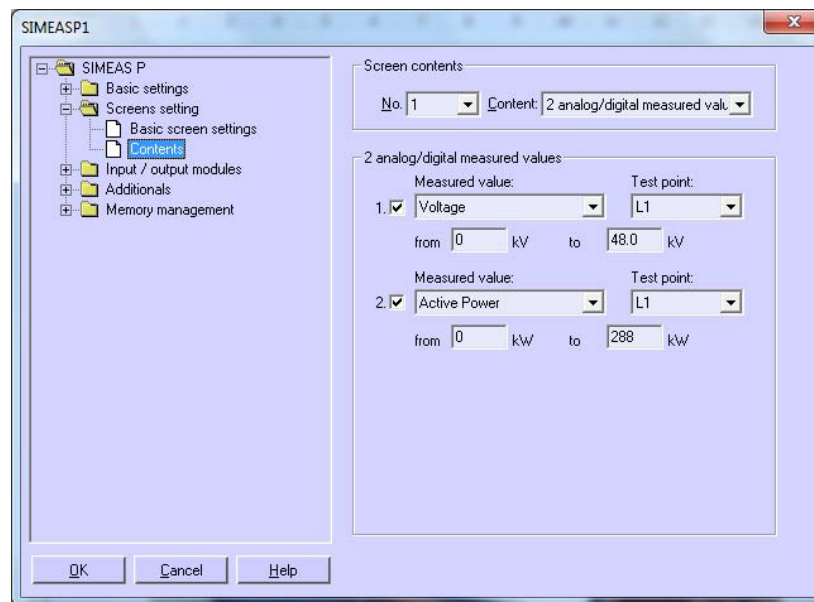 SIMEASP1
SIMEAS P
Basic settings
Screens setting
Basic screen settings
Contents
Input / output modules
Additionals
Memory management
Screen contents
No. 1 Content: 2 analog/digital measured valu
2 analog/digital measured values
Measured value: Test point:
1. Voltage L1
from 0 kV to 48.0 kV
Measured value: Test point:
2. Active Power L1
from 0 kW to 288 kW
OK Cancel Help